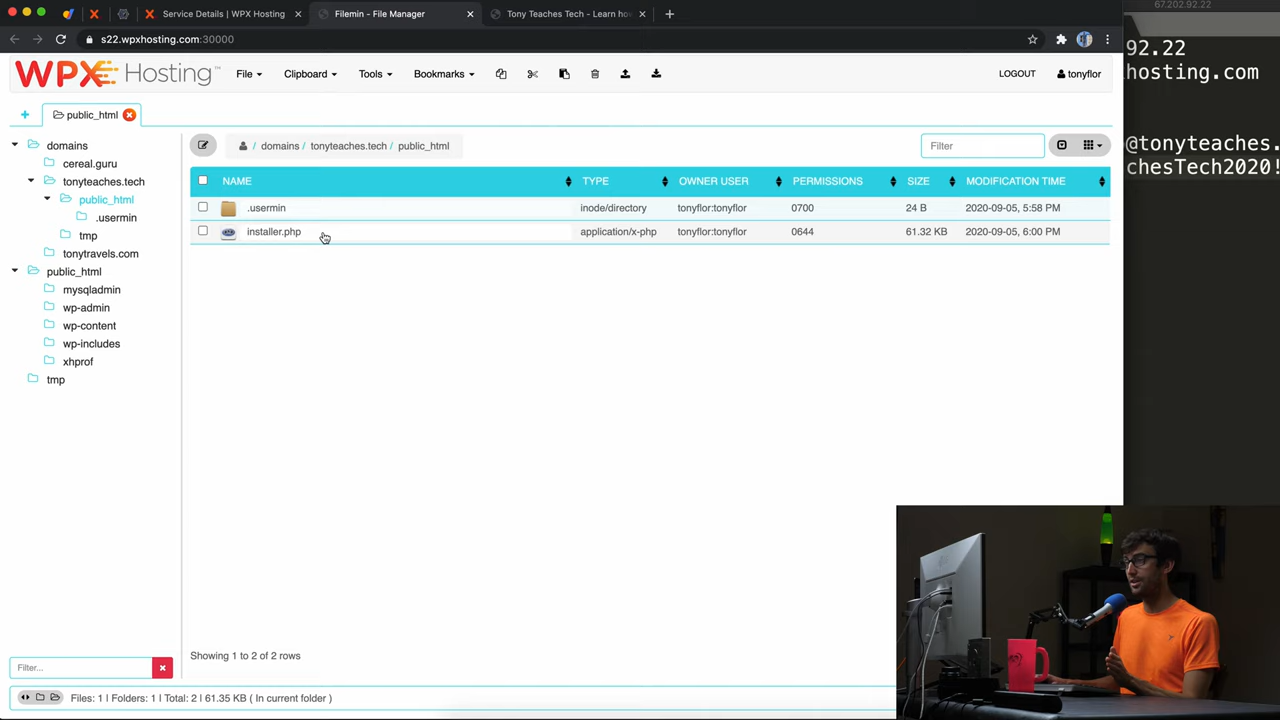 Service Details | WPX Hosting
Filemin - File Manager
Tony Teaches Tech - Learn ho
67.202.92.22
s22.wpxhosting.com:30000
92.22
hosting.com
WPX Hosting
File
Clipboard
Tools
Bookmarks
LOGOUT
tonyflor
public_html
@tonyteaches.
chesTech2020!
domains
cereal.guru
tonyteaches.tech
public_html
.usermin
tmp
tonytravels.com
public_html
mysqladmin
wp-admin
wp-content
wp-includes
xhprof
tmp
/ domains / tonyteaches.tech / public_html
Filter
NAME TYPE OWNER USER PERMISSIONS SIZE MODIFICATION TIME
.usermin inode/directory tonyflor:tonyflor 0700 24 B 2020-09-05, 5:58 PM
installer.php application/x-php tonyflor:tonyflor 0644 61.32 KB 2020-09-05, 6:00 PM
Showing 1 to 2 of 2 rows
Filter...
Files: 1 | Folders: 1 | Total: 2 | 61.35 KB ( In current folder )